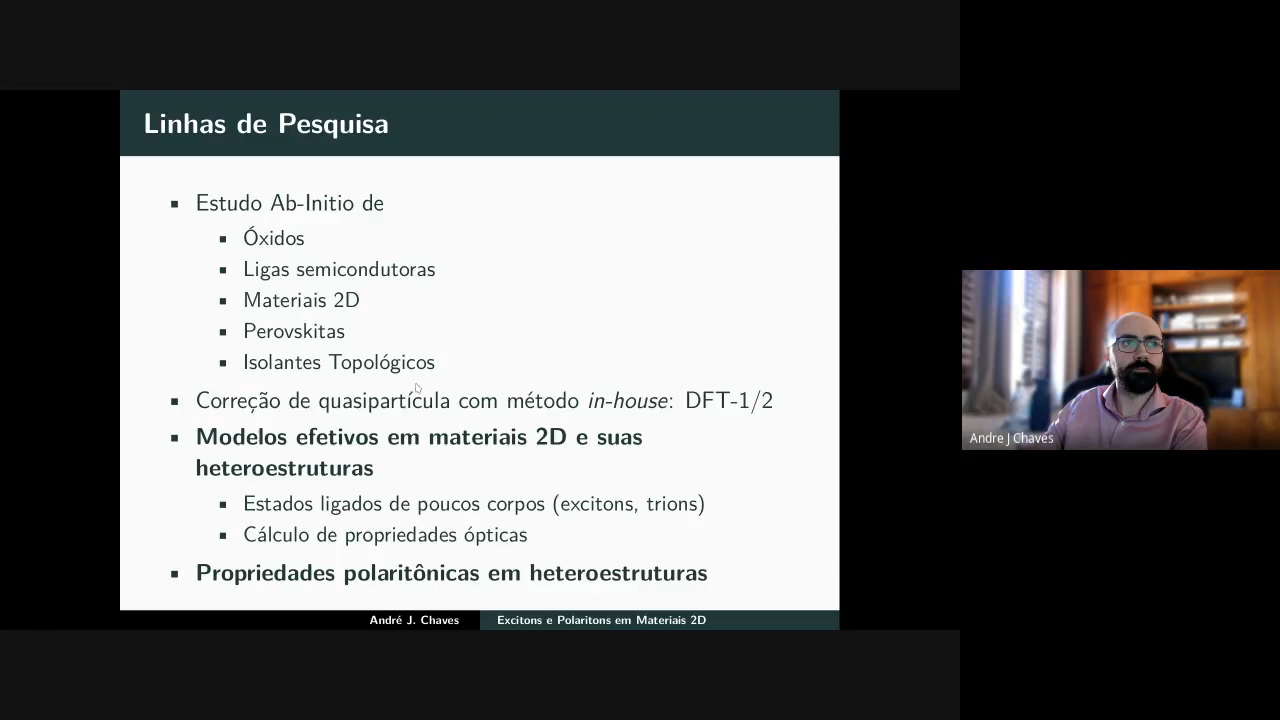 Linhas de Pesquisa
Estudo Ab-Initio de
Óxidos
Ligas semicondutoras
Materiais 2D
Perovskitas
Isolantes Topológicos
Correção de quasipartícula com método in-house: DFT-1/2
Modelos efetivos em materiais 2D e suas
heteroestruturas
Estados ligados de poucos corpos (excitons, trions)
Cálculo de propriedades ópticas
Propriedades polaritônicas em heteroestruturas
André J. Chaves
Excitons e Polaritons em Materiais 2D
Andre J Chaves